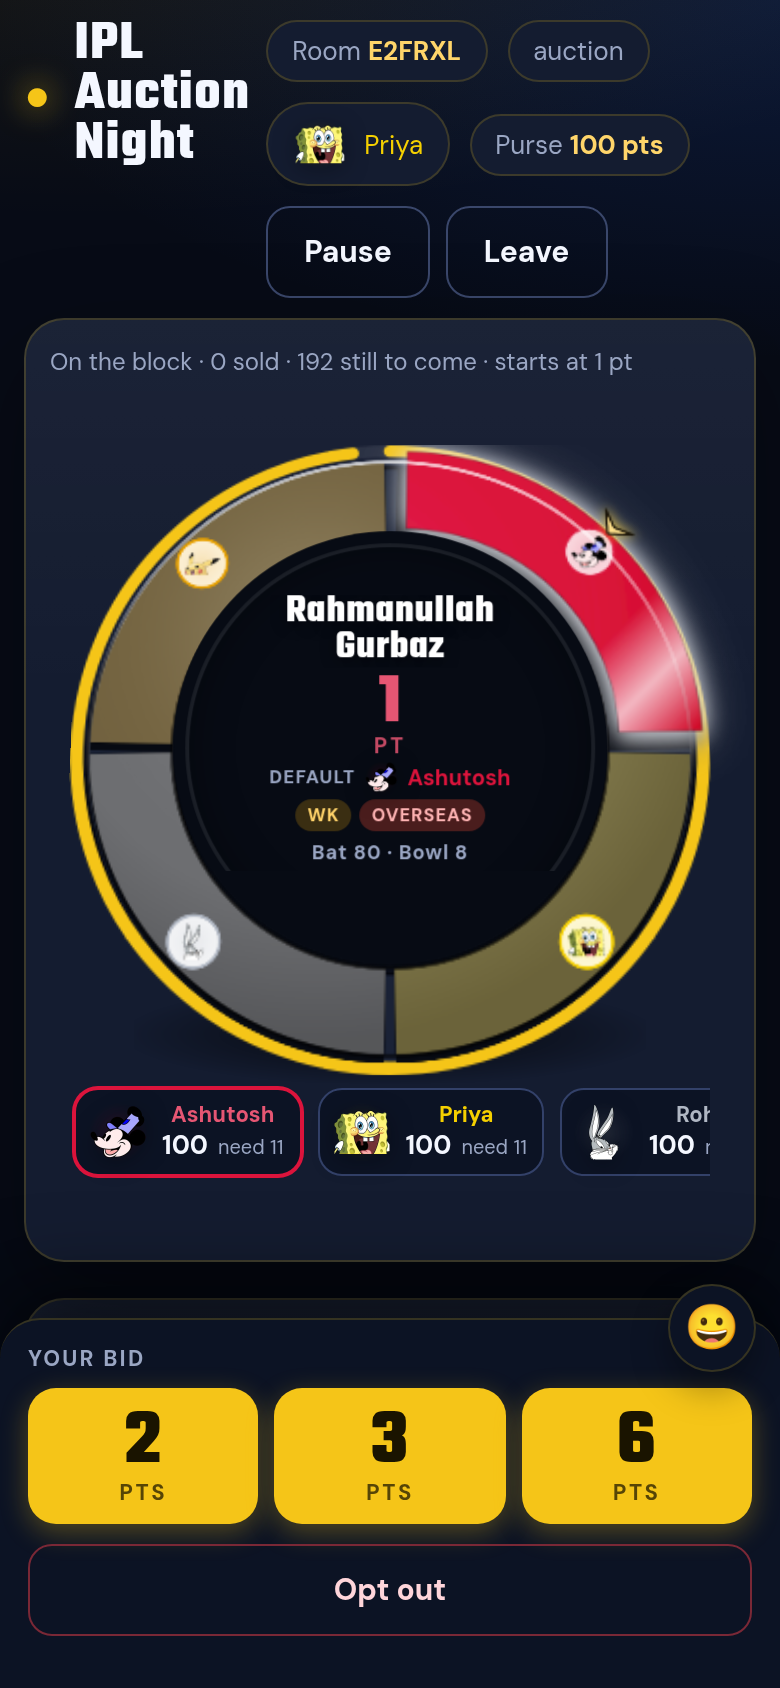 IPL
Auction
Night
Room E2FRXL
auction
Priya
Purse 100 pts
Pause
Leave
On the block · 0 sold · 192 still to come · starts at 1 pt
Rahmanullah
Gurbaz
1
PT
DEFAULT Ashutosh
WK OVERSEAS
Bat 80 · Bowl 8
Ashutosh
100 need 11
Priya
100 need 11
Roh
100
YOUR BID
2
PTS
3
PTS
6
PTS
Opt out